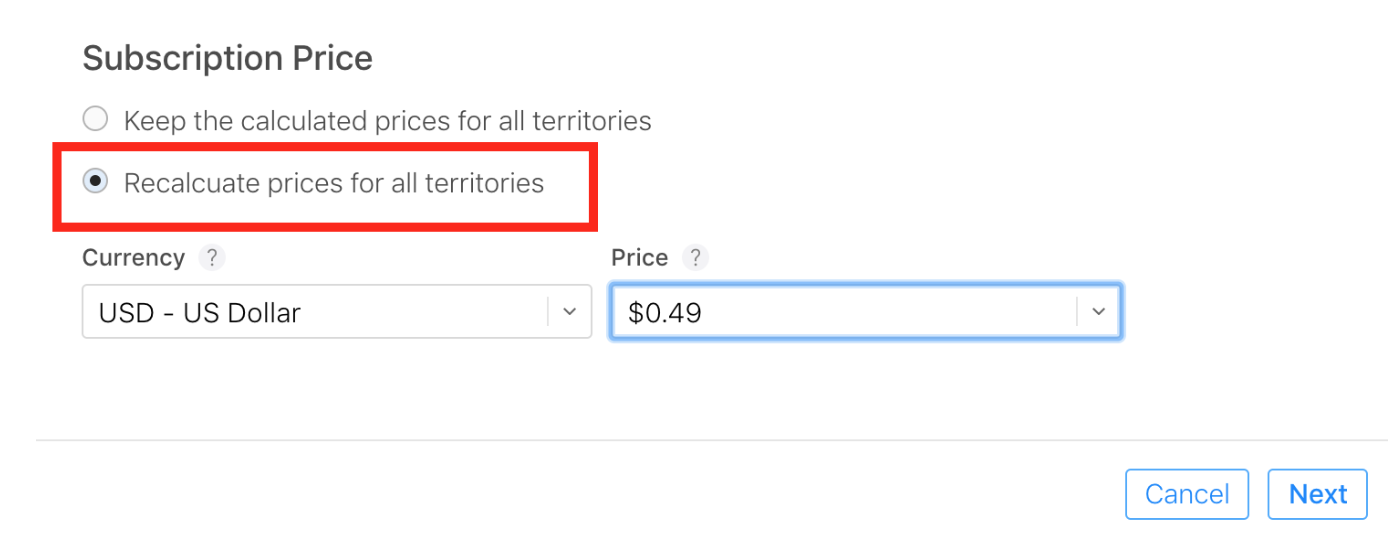 Subscription Price
Keep the calculated prices for all territories
Recalcuate prices for all territories
Currency ? Price ?
USD - US Dollar $0.49
Cancel Next